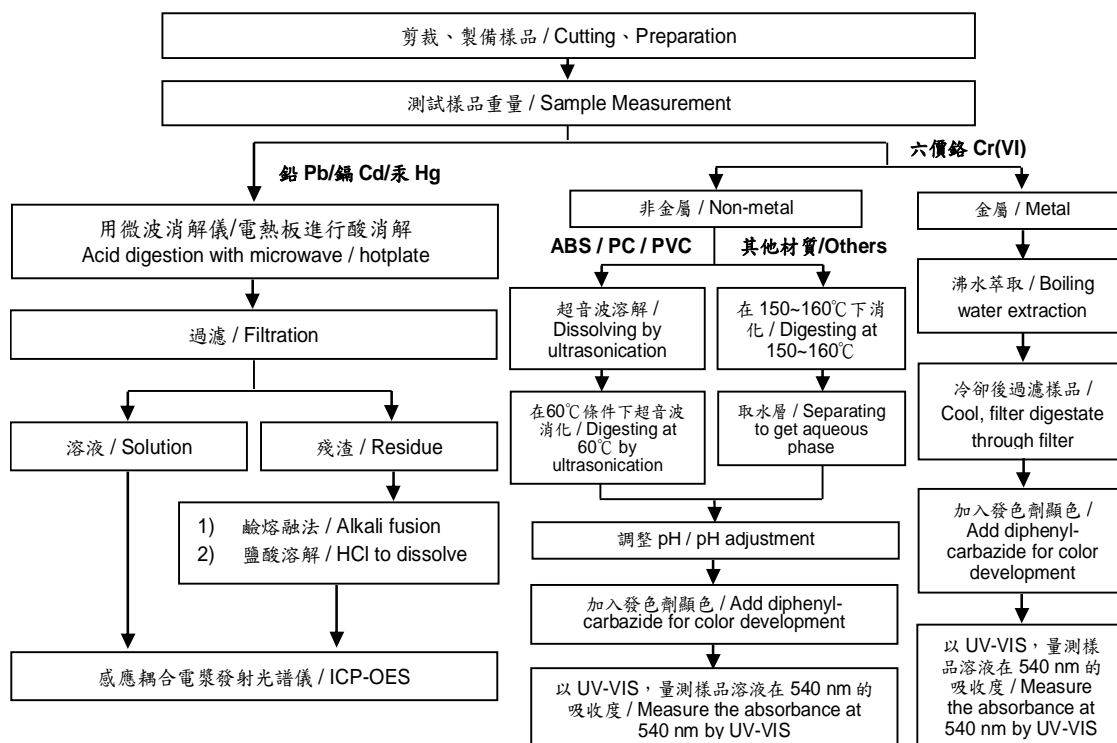 剪裁、製備樣品 / Cutting、Preparation
測試樣品重量 / Sample Measurement
鉛 Pb/鎘 Cd/汞 Hg
六價鉻 Cr(VI)
用微波消解儀/電熱板進行酸消解
Acid digestion with microwave / hotplate
非金屬 / Non-metal
金屬 / Metal
ABS / PC / PVC
其他材質/Others
過濾 / Filtration
超音波溶解 /
Dissolving by
ultrasonication
在 150~160℃下消
化 / Digesting at
150~160℃
沸水萃取 / Boiling
water extraction
溶液 / Solution
殘渣 / Residue
在60℃條件下超音波
消化 / Digesting at
60℃ by
ultrasonication
取水層 / Separating
to get aqueous
phase
冷卻後過濾樣品 /
Cool, filter digestate
through filter
1) 鹼熔融法 / Alkali fusion
2) 鹽酸溶解 / HCl to dissolve
調整 pH / pH adjustment
加入發色劑顯色 /
Add diphenyl-
carbazide for color
development
加入發色劑顯色 / Add diphenyl-
carbazide for color development
感應耦合電漿發射光譜儀 / ICP-OES
以 UV-VIS，量測樣品溶液在 540 nm 的
吸收度 / Measure the absorbance at
540 nm by UV-VIS
以 UV-VIS，量測樣
品溶液在 540 nm 的
吸收度 / Measure
the absorbance at
540 nm by UV-VIS